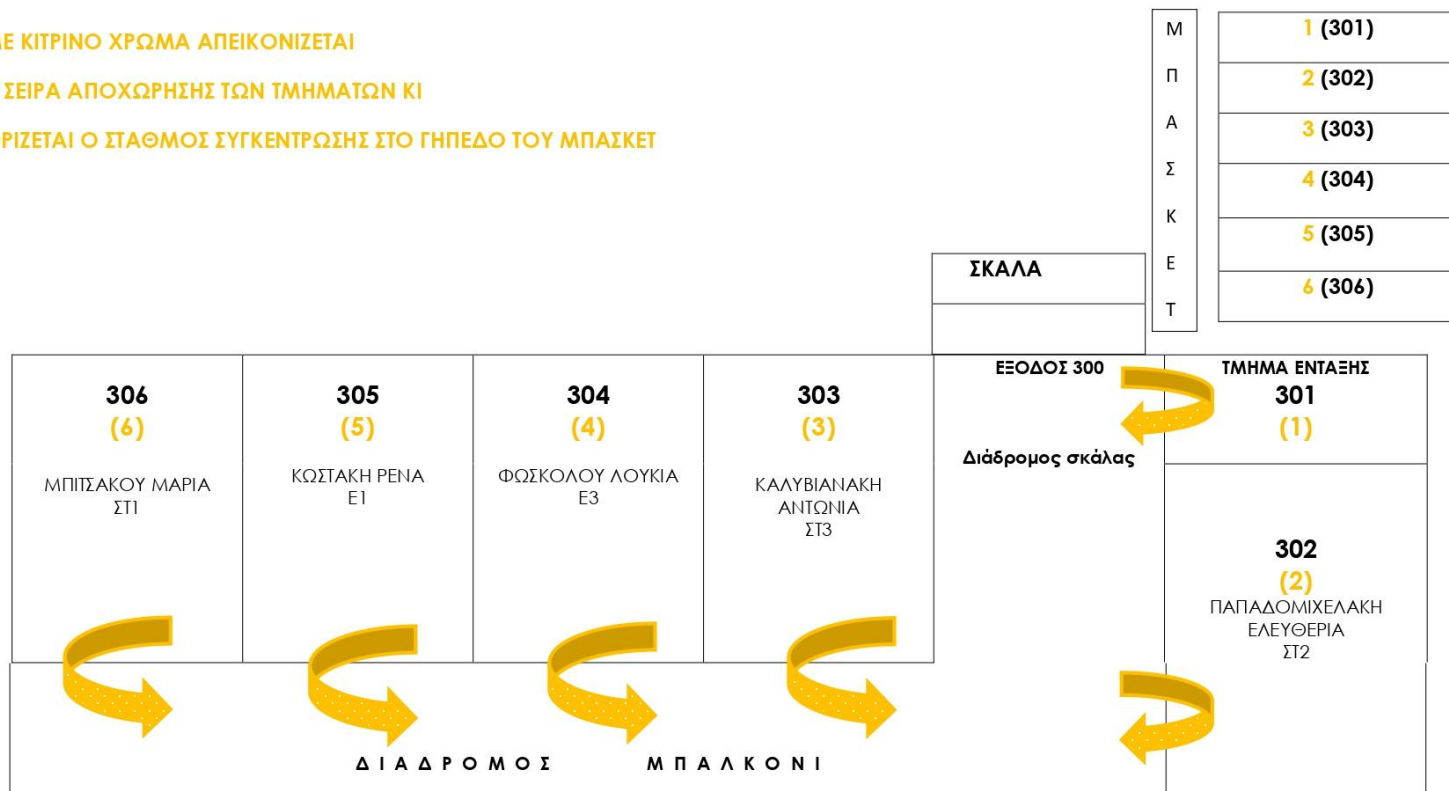 ΜΕ ΚΙΤΡΙΝΟ ΧΡΩΜΑ ΑΠΕΙΚΟΝΙΖΕΤΑΙ
ΣΕΙΡΑ ΑΠΟΧΩΡΗΣΗΣ ΤΩΝ ΤΜΗΜΑΤΩΝ ΚΙ
ΟΡΙΖΕΤΑΙ Ο ΣΤΑΘΜΟΣ ΣΥΓΚΕΝΤΡΩΣΗΣ ΣΤΟ ΓΗΠΕΔΟ ΤΟΥ ΜΠΑΣΚΕΤ
Μ
Π
Α
Σ
Κ
Ε
Τ
1 (301)
2 (302)
3 (303)
4 (304)
5 (305)
6 (306)
ΣΚΑΛΑ
306
(6)
ΜΠΙΤΣΑΚΟΥ ΜΑΡΙΑ
ΣΤ1
305
(5)
ΚΩΣΤΑΚΗ ΡΕΝΑ
Ε1
304
(4)
ΦΩΣΚΟΛΟΥ ΛΟΥΚΙΑ
Ε3
303
(3)
ΚΑΛΥΒΙΑΝΑΚΗ
ΑΝΤΩΝΙΑ
ΣΤ3
ΕΞΟΔΟΣ 300
Διάδρομος σκάλας
ΤΜΗΜΑ ΕΝΤΑΞΗΣ
301
(1)
302
(2)
ΠΑΠΑΔΟΜΙΧΕΛΑΚΗ
ΕΛΕΥΘΕΡΙΑ
ΣΤ2
Δ Ι Α Δ Ρ Ο Μ Ο Σ Μ Π Α Λ Κ Ο Ν Ι